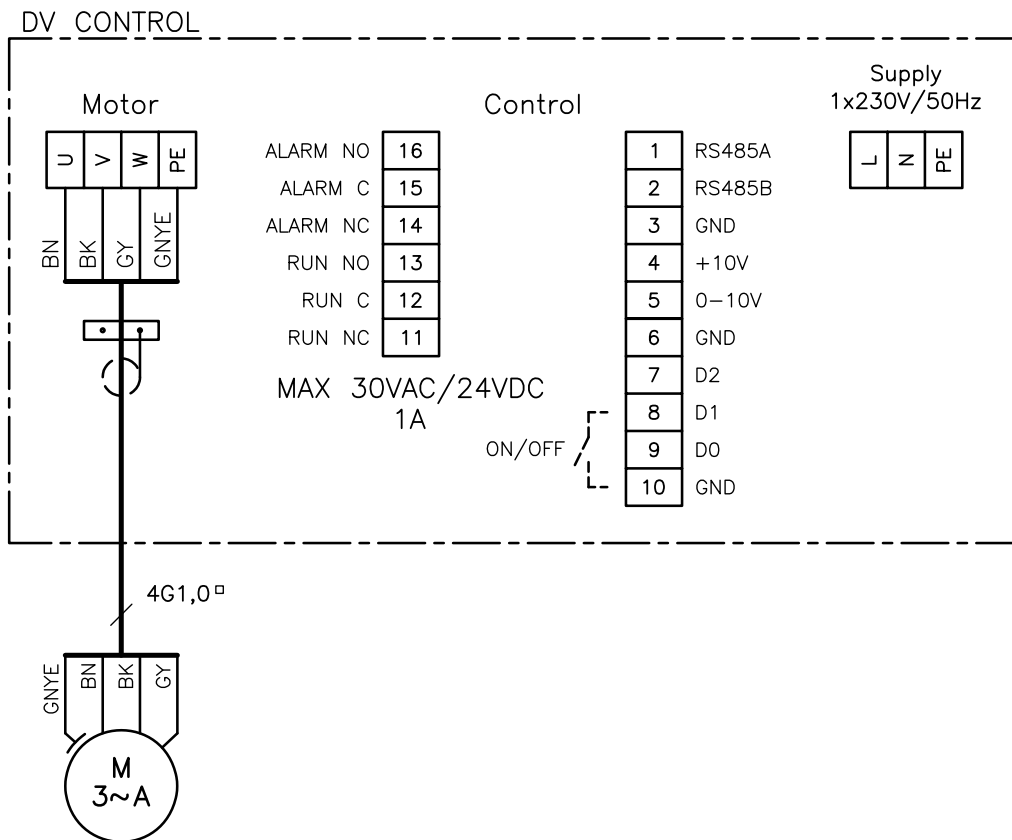 DV CONTROL
Motor
U V W PE
BN BK GY GNYE
Control
ALARM NO 16
ALARM C 15
ALARM NC 14
RUN NO 13
RUN C 12
RUN NC 11
MAX 30VAC/24VDC
1A
1 RS485A
2 RS485B
3 GND
4 +10V
5 0-10V
6 GND
7 D2
8 D1
9 D0
10 GND
ON/OFF
Supply
1x230V/50Hz
L N PE
4G1,0▫
GNYE BN BK GY
M
3~A